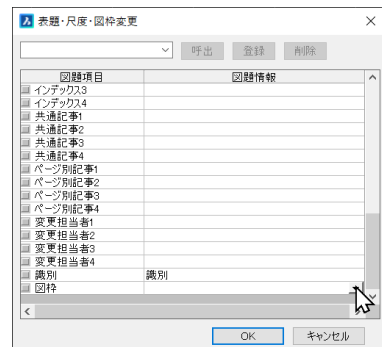 表題・尺度・図枠変更
呼出 登録 削除
図題項目 図題情報
インデックス3
インデックス4
共通記事1
共通記事2
共通記事3
共通記事4
ページ別記事1
ページ別記事2
ページ別記事3
ページ別記事4
変更担当者1
変更担当者2
変更担当者3
変更担当者4
識別 識別
図枠
OK キャンセル